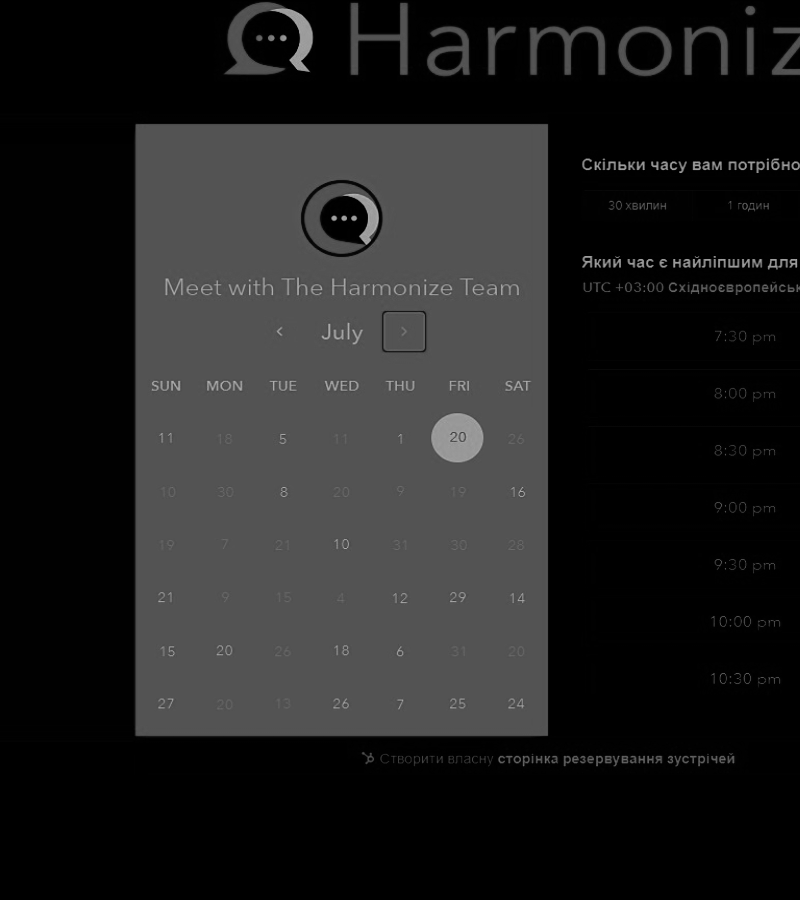 Harmoniz
Meet with The Harmonize Team
July
SUN MON TUE WED THU FRI SAT
11 18 5 11 1 20 26
10 30 8 20 9 19 16
19 7 21 10 31 30 28
21 9 15 4 12 29 14
15 20 26 18 6 31 20
27 20 13 26 7 25 24
Скільки часу вам потрібно
30 хвилин 1 годин
Який час є найліпшим для
UTC +03:00 Східноєвропейськ
7:30 pm
8:00 pm
8:30 pm
9:00 pm
9:30 pm
10:00 pm
10:30 pm
Створити власну сторінка резервування зустрічей